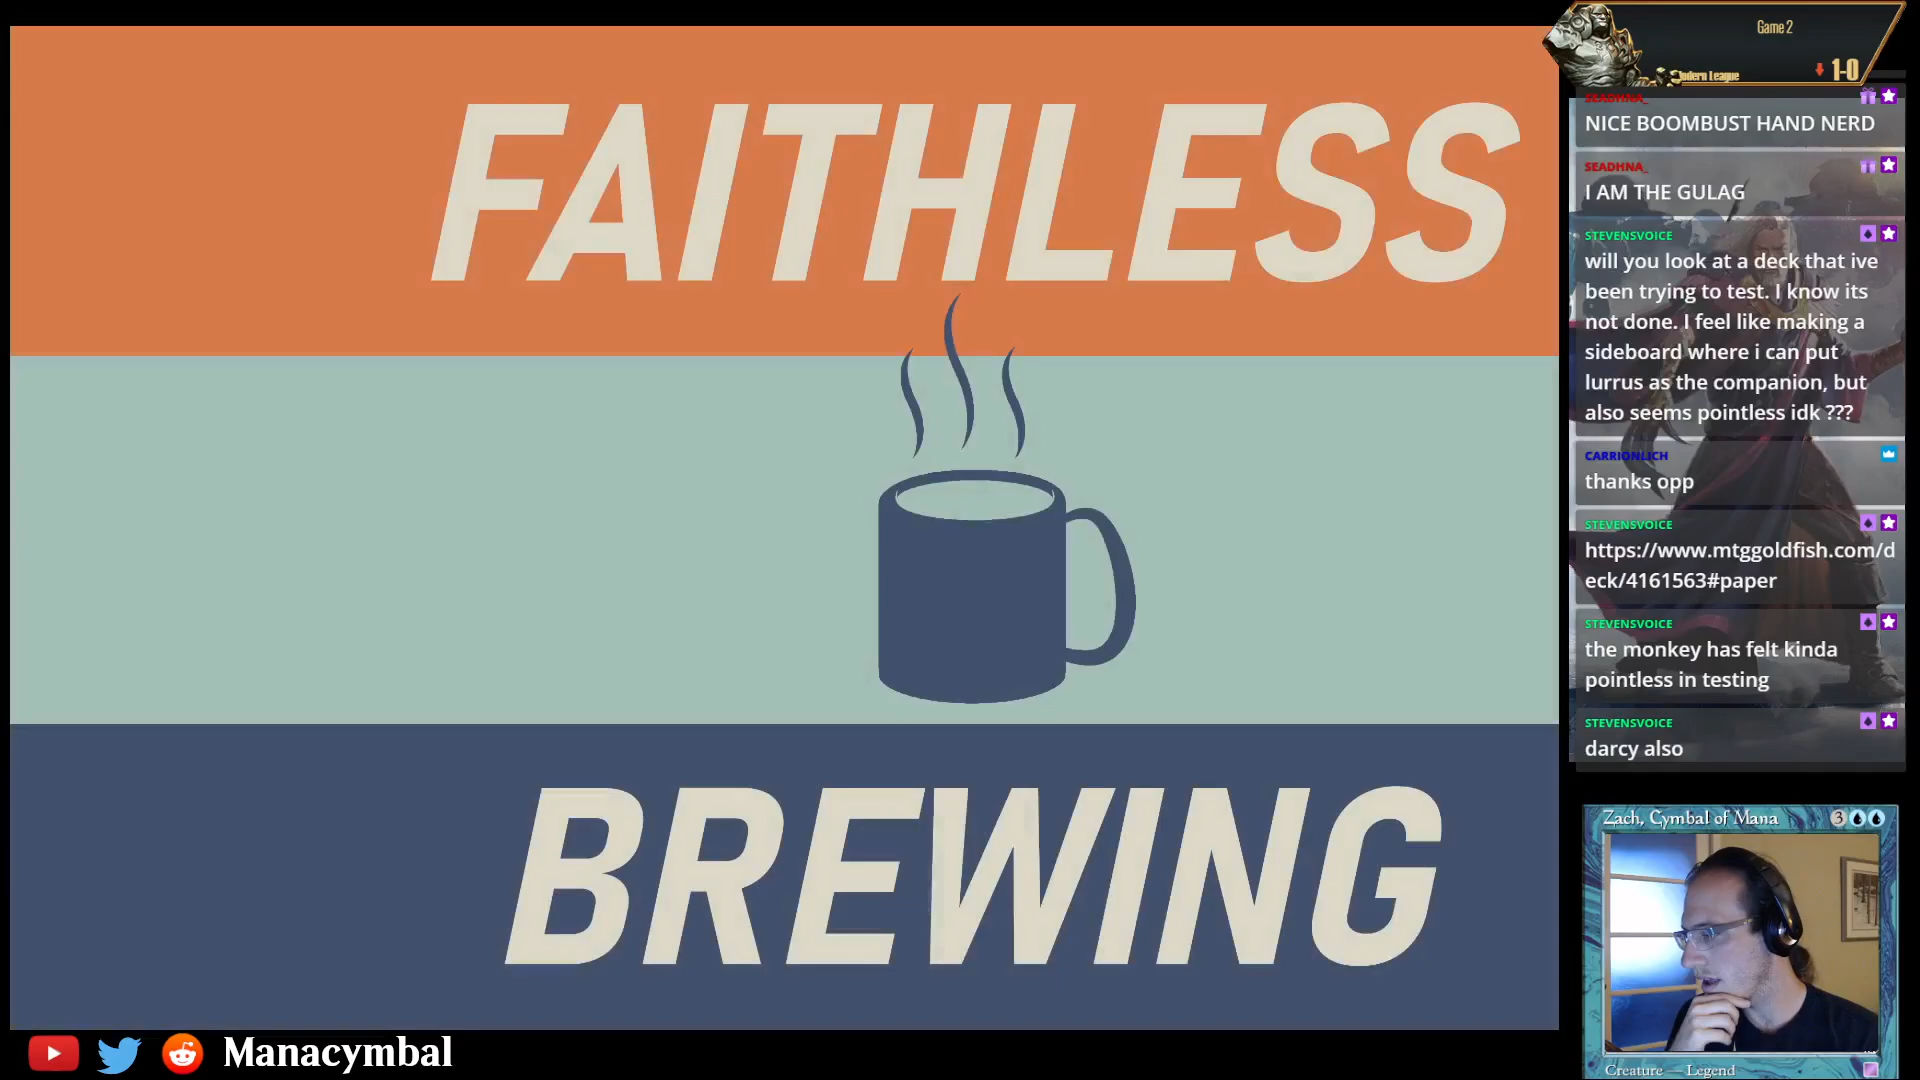 FAITHLESS
BREWING
Game 2
Modern League
1-0
SEADHNA_
NICE BOOMBUST HAND NERD
SEADHNA_
I AM THE GULAG
STEVENSVOICE
will you look at a deck that ive
been trying to test. I know its
not done. I feel like making a
sideboard where i can put
lurrus as the companion, but
also seems pointless idk ???
CARRIONLICH
thanks opp
STEVENSVOICE
https://www.mtggoldfish.com/d
eck/4161563#paper
STEVENSVOICE
the monkey has felt kinda
pointless in testing
STEVENSVOICE
darcy also
Zach, Cymbal of Mana 3
Creature — Legend
Manacymbal